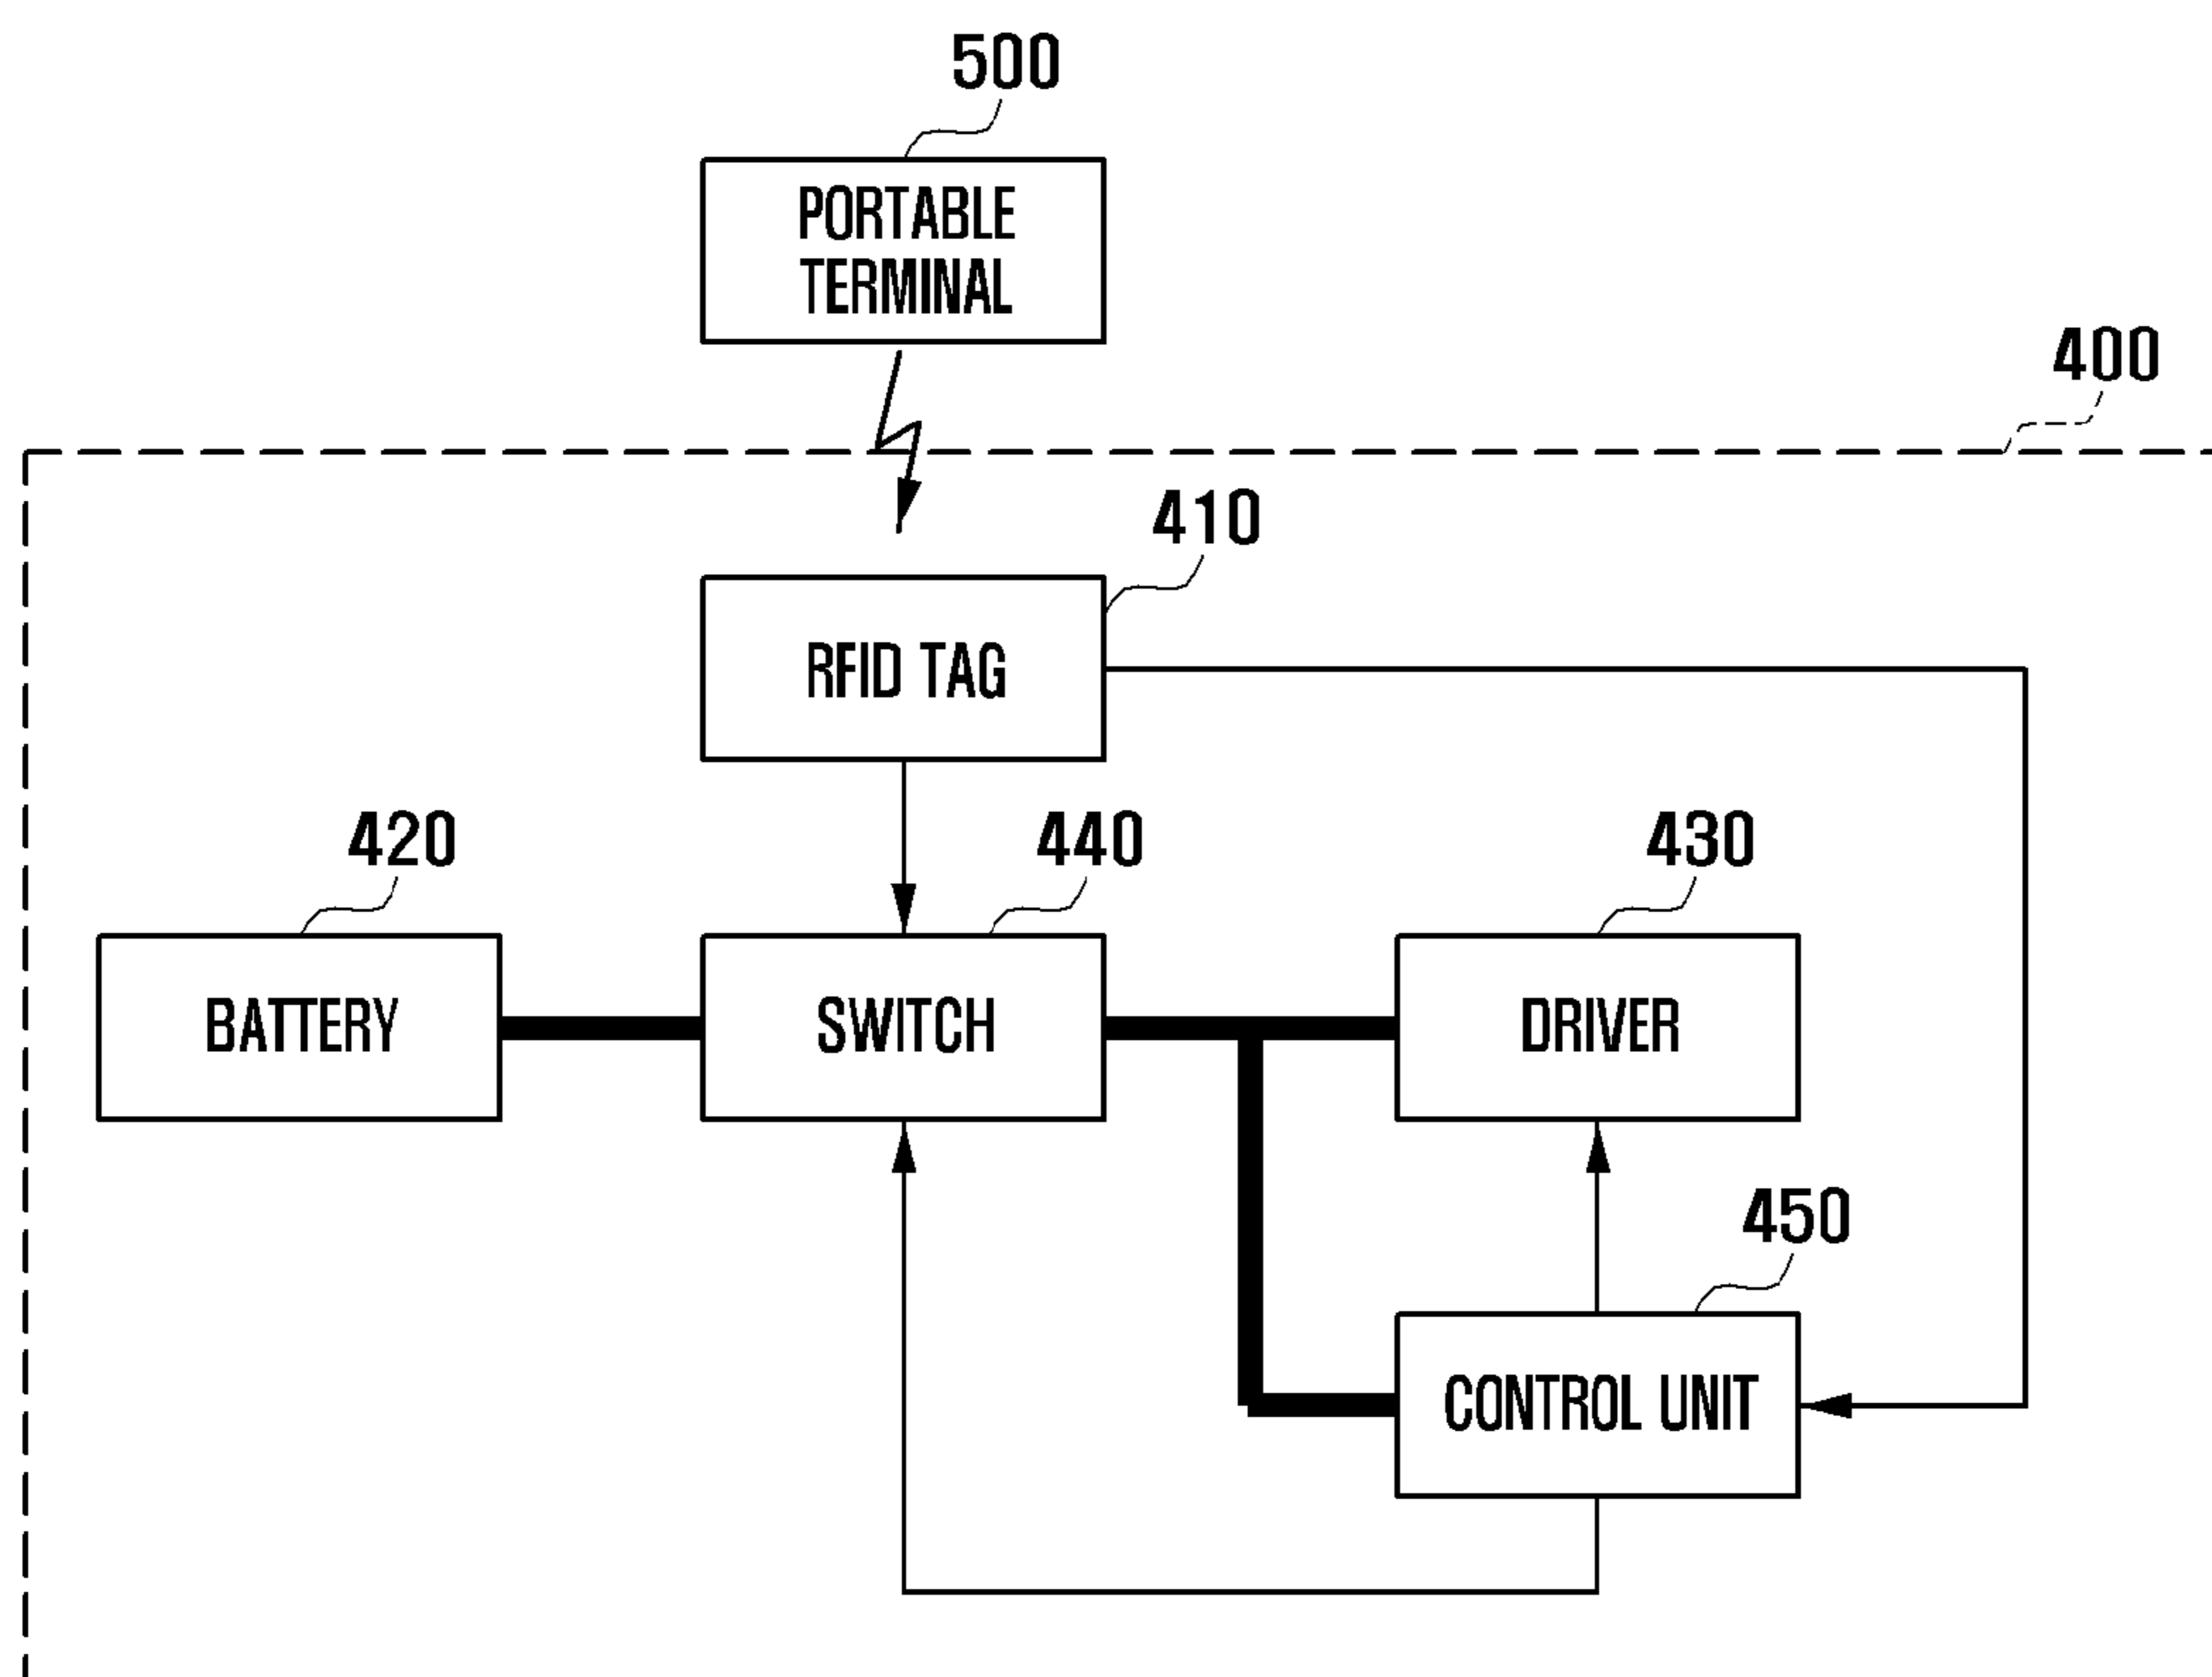 500
PORTABLE
TERMINAL
400
410
RFID TAG
420
440
430
BATTERY
SWITCH
DRIVER
450
CONTROL UNIT